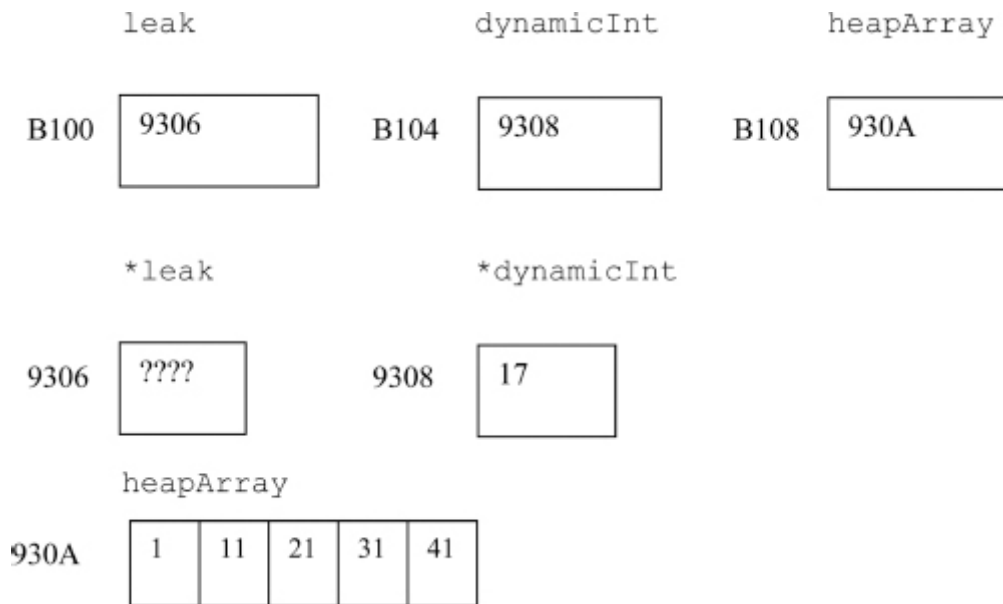 leak dynamicInt heapArray
B100 9306 B104 9308 B108 930A
*leak *dynamicInt
9306 ???? 9308 17
heapArray
930A 1 11 21 31 41